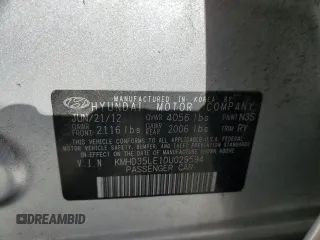 MANUFACTURED IN KOREA BY
HYUNDAI MOTOR COMPANY
JUN/21/12 GVWR 4056 lbs PAINT N3S
GAWR FRONT 2116 lbs GAWR REAR 2006 lbs TRIM RY
THIS VEHICLE CONFORMS TO ALL APPLICABLE
FEDERAL MOTOR VEHICLE SAFETY, BUMPER, AND
THEFT PREVENTION STANDARDS IN EFFECT ON
THE DATE OF MANUFACTURE SHOWN ABOVE.
V.I.N KMHD35LE1DU029594
PASSENGER CAR